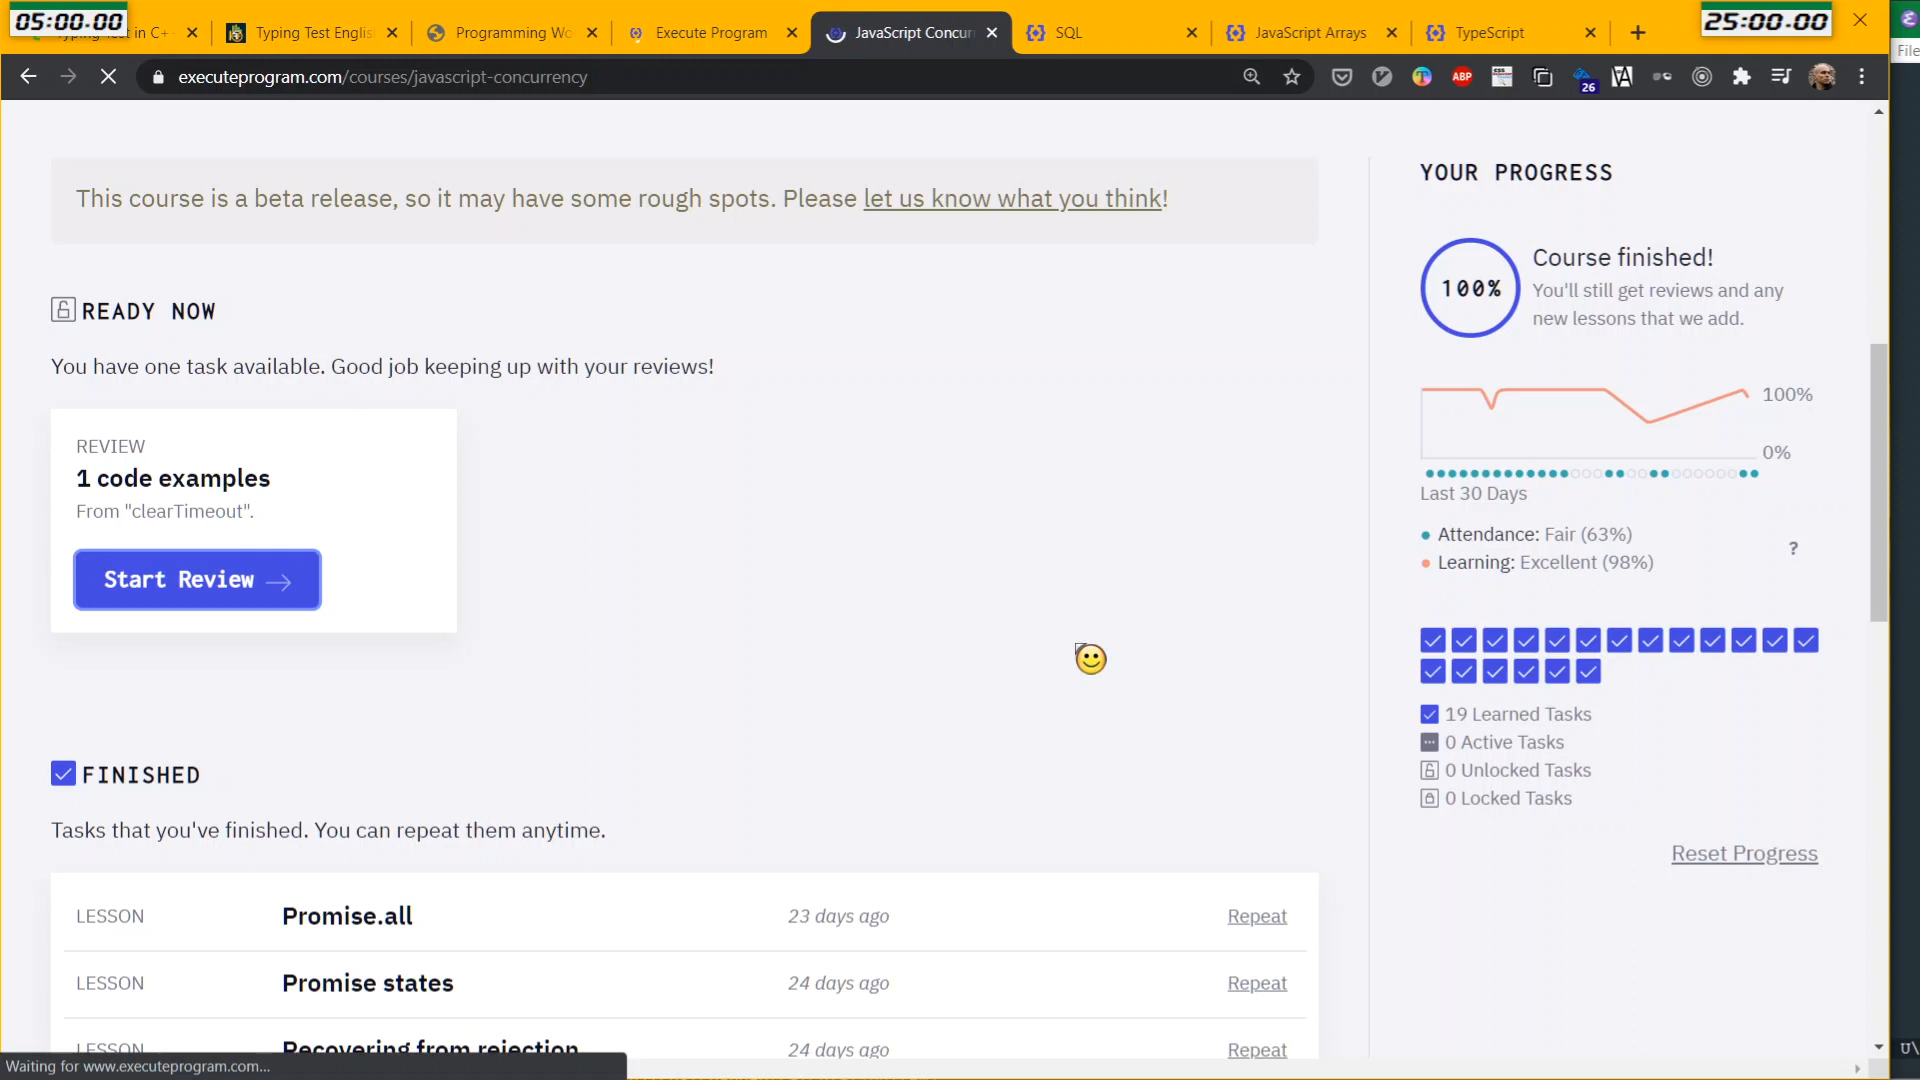 05:00.00
Typing Test in C+
Typing Test Englis
Programming Wo
Execute Program
JavaScript Concur
SQL
JavaScript Arrays
TypeScript
25:00.00
File
executeprogram.com/courses/javascript-concurrency
ABP
26
This course is a beta release, so it may have some rough spots. Please let us know what you think!
READY NOW
You have one task available. Good job keeping up with your reviews!
REVIEW
1 code examples
From "clearTimeout".
Start Review →
FINISHED
Tasks that you've finished. You can repeat them anytime.
LESSON Promise.all 23 days ago Repeat
LESSON Promise states 24 days ago Repeat
LESSON Recovering from rejection 24 days ago Repeat
YOUR PROGRESS
100%
Course finished!
You'll still get reviews and any
new lessons that we add.
100%
0%
Last 30 Days
Attendance: Fair (63%)
Learning: Excellent (98%)
?
19 Learned Tasks
0 Active Tasks
0 Unlocked Tasks
0 Locked Tasks
Reset Progress
Waiting for www.executeprogram.com...